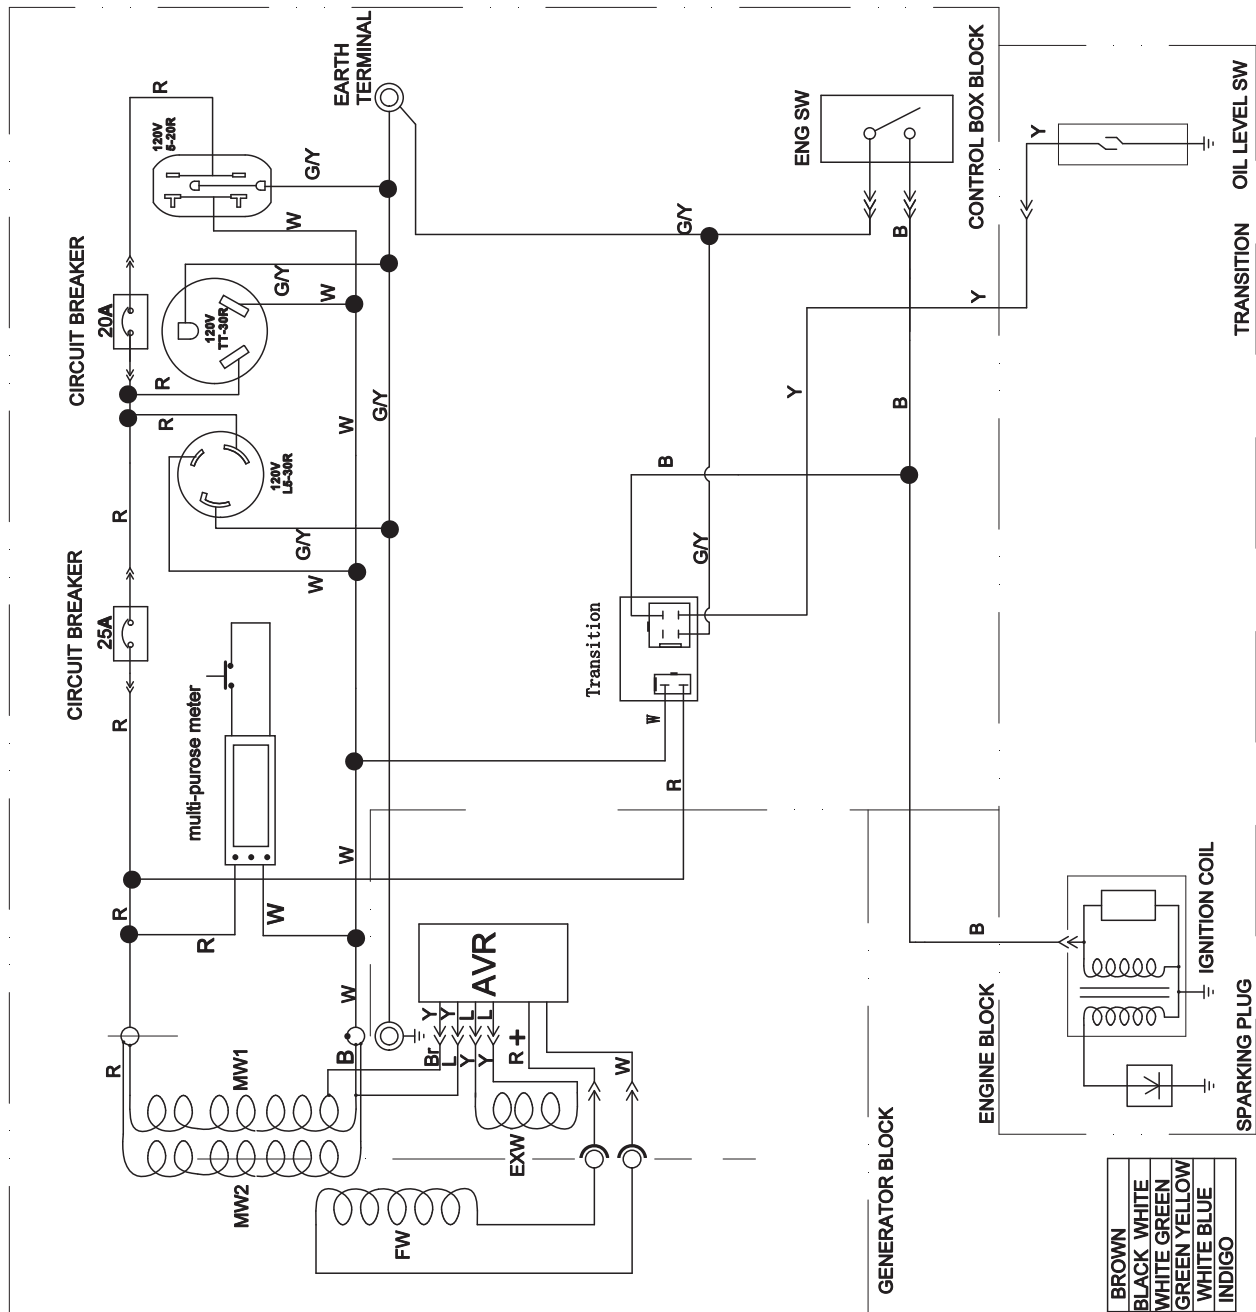 CIRCUIT BREAKER
25A
CIRCUIT BREAKER
20A
R
R
R
R
R
R
R
120V
5-20R
multi-purose meter
R
W
120V
L5-30R
120V
TT-30R
G/Y
W
G/Y
W
G/Y
W
EARTH
TERMINAL
MW2
MW1
B
W
W
W
G/Y
FW
EXW
Br
L
Y
Y
Y
Y
L
L
R +
AVR
W
Transition
W
R
B
G/Y
G/Y
Y
ENG SW
B
B
GENERATOR BLOCK
CONTROL BOX BLOCK
B
Y
ENGINE BLOCK
Y
IGNITION COIL
SPARKING PLUG
TRANSITION
OIL LEVEL SW
BROWN
BLACK WHITE
WHITE GREEN
GREEN YELLOW
WHITE BLUE
INDIGO